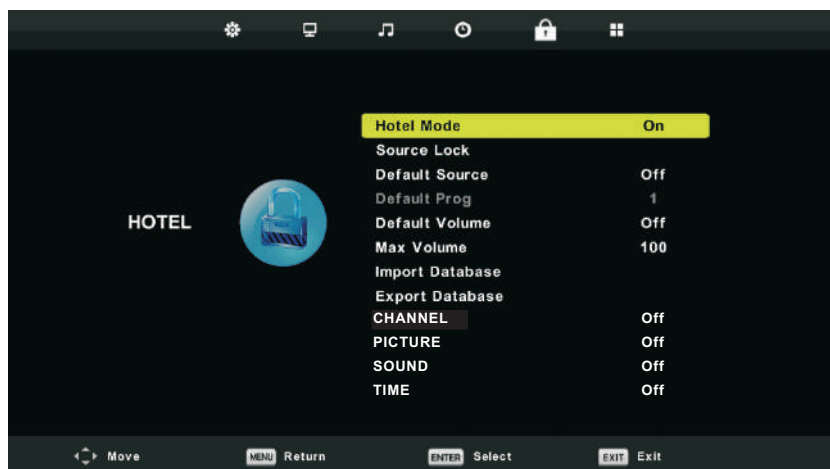 Hotel Mode On
Source Lock
Default Source Off
Default Prog 1
HOTEL
Default Volume Off
Max Volume 100
Import Database
Export Database
CHANNEL Off
PICTURE Off
SOUND Off
TIME Off
Move MENU Return ENTER Select EXIT Exit